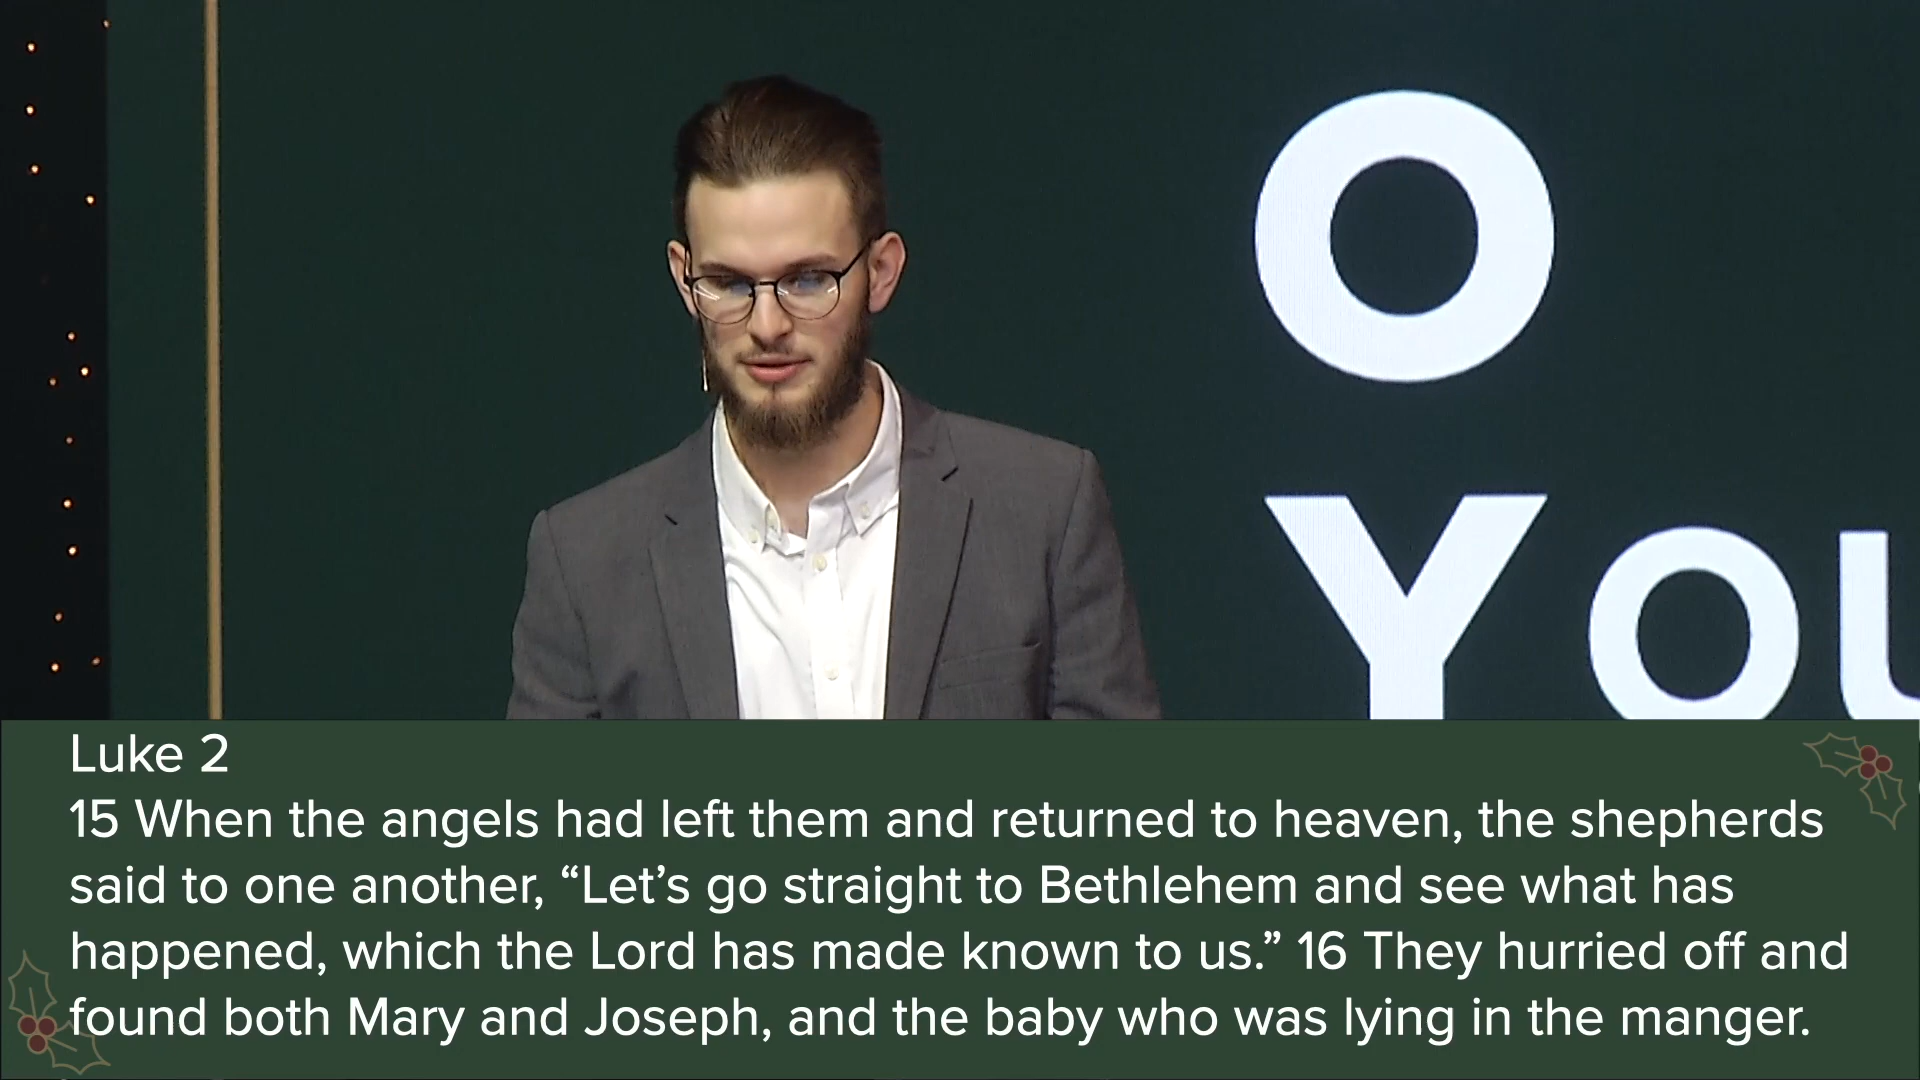 O
You
Luke 2
15 When the angels had left them and returned to heaven, the shepherds
said to one another, “Let’s go straight to Bethlehem and see what has
happened, which the Lord has made known to us.” 16 They hurried off and
found both Mary and Joseph, and the baby who was lying in the manger.